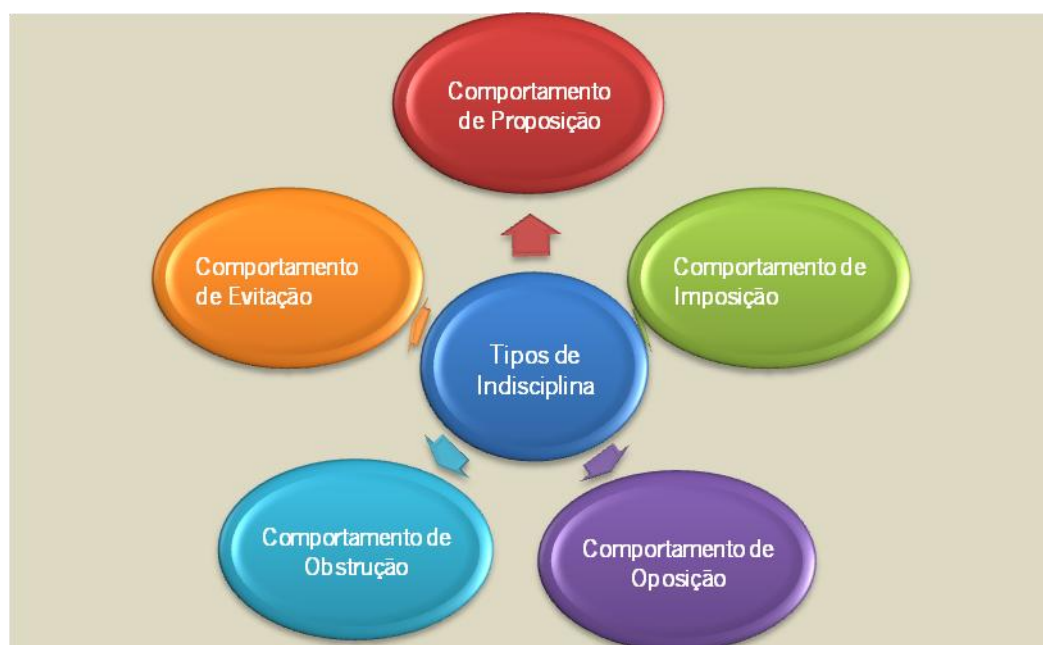 Comportamento
de Proposição
Comportamento
de Evitação
Comportamento de
Imposição
Tipos de
Indisciplina
Comportamento de
Obstrução
Comportamento de
Oposição